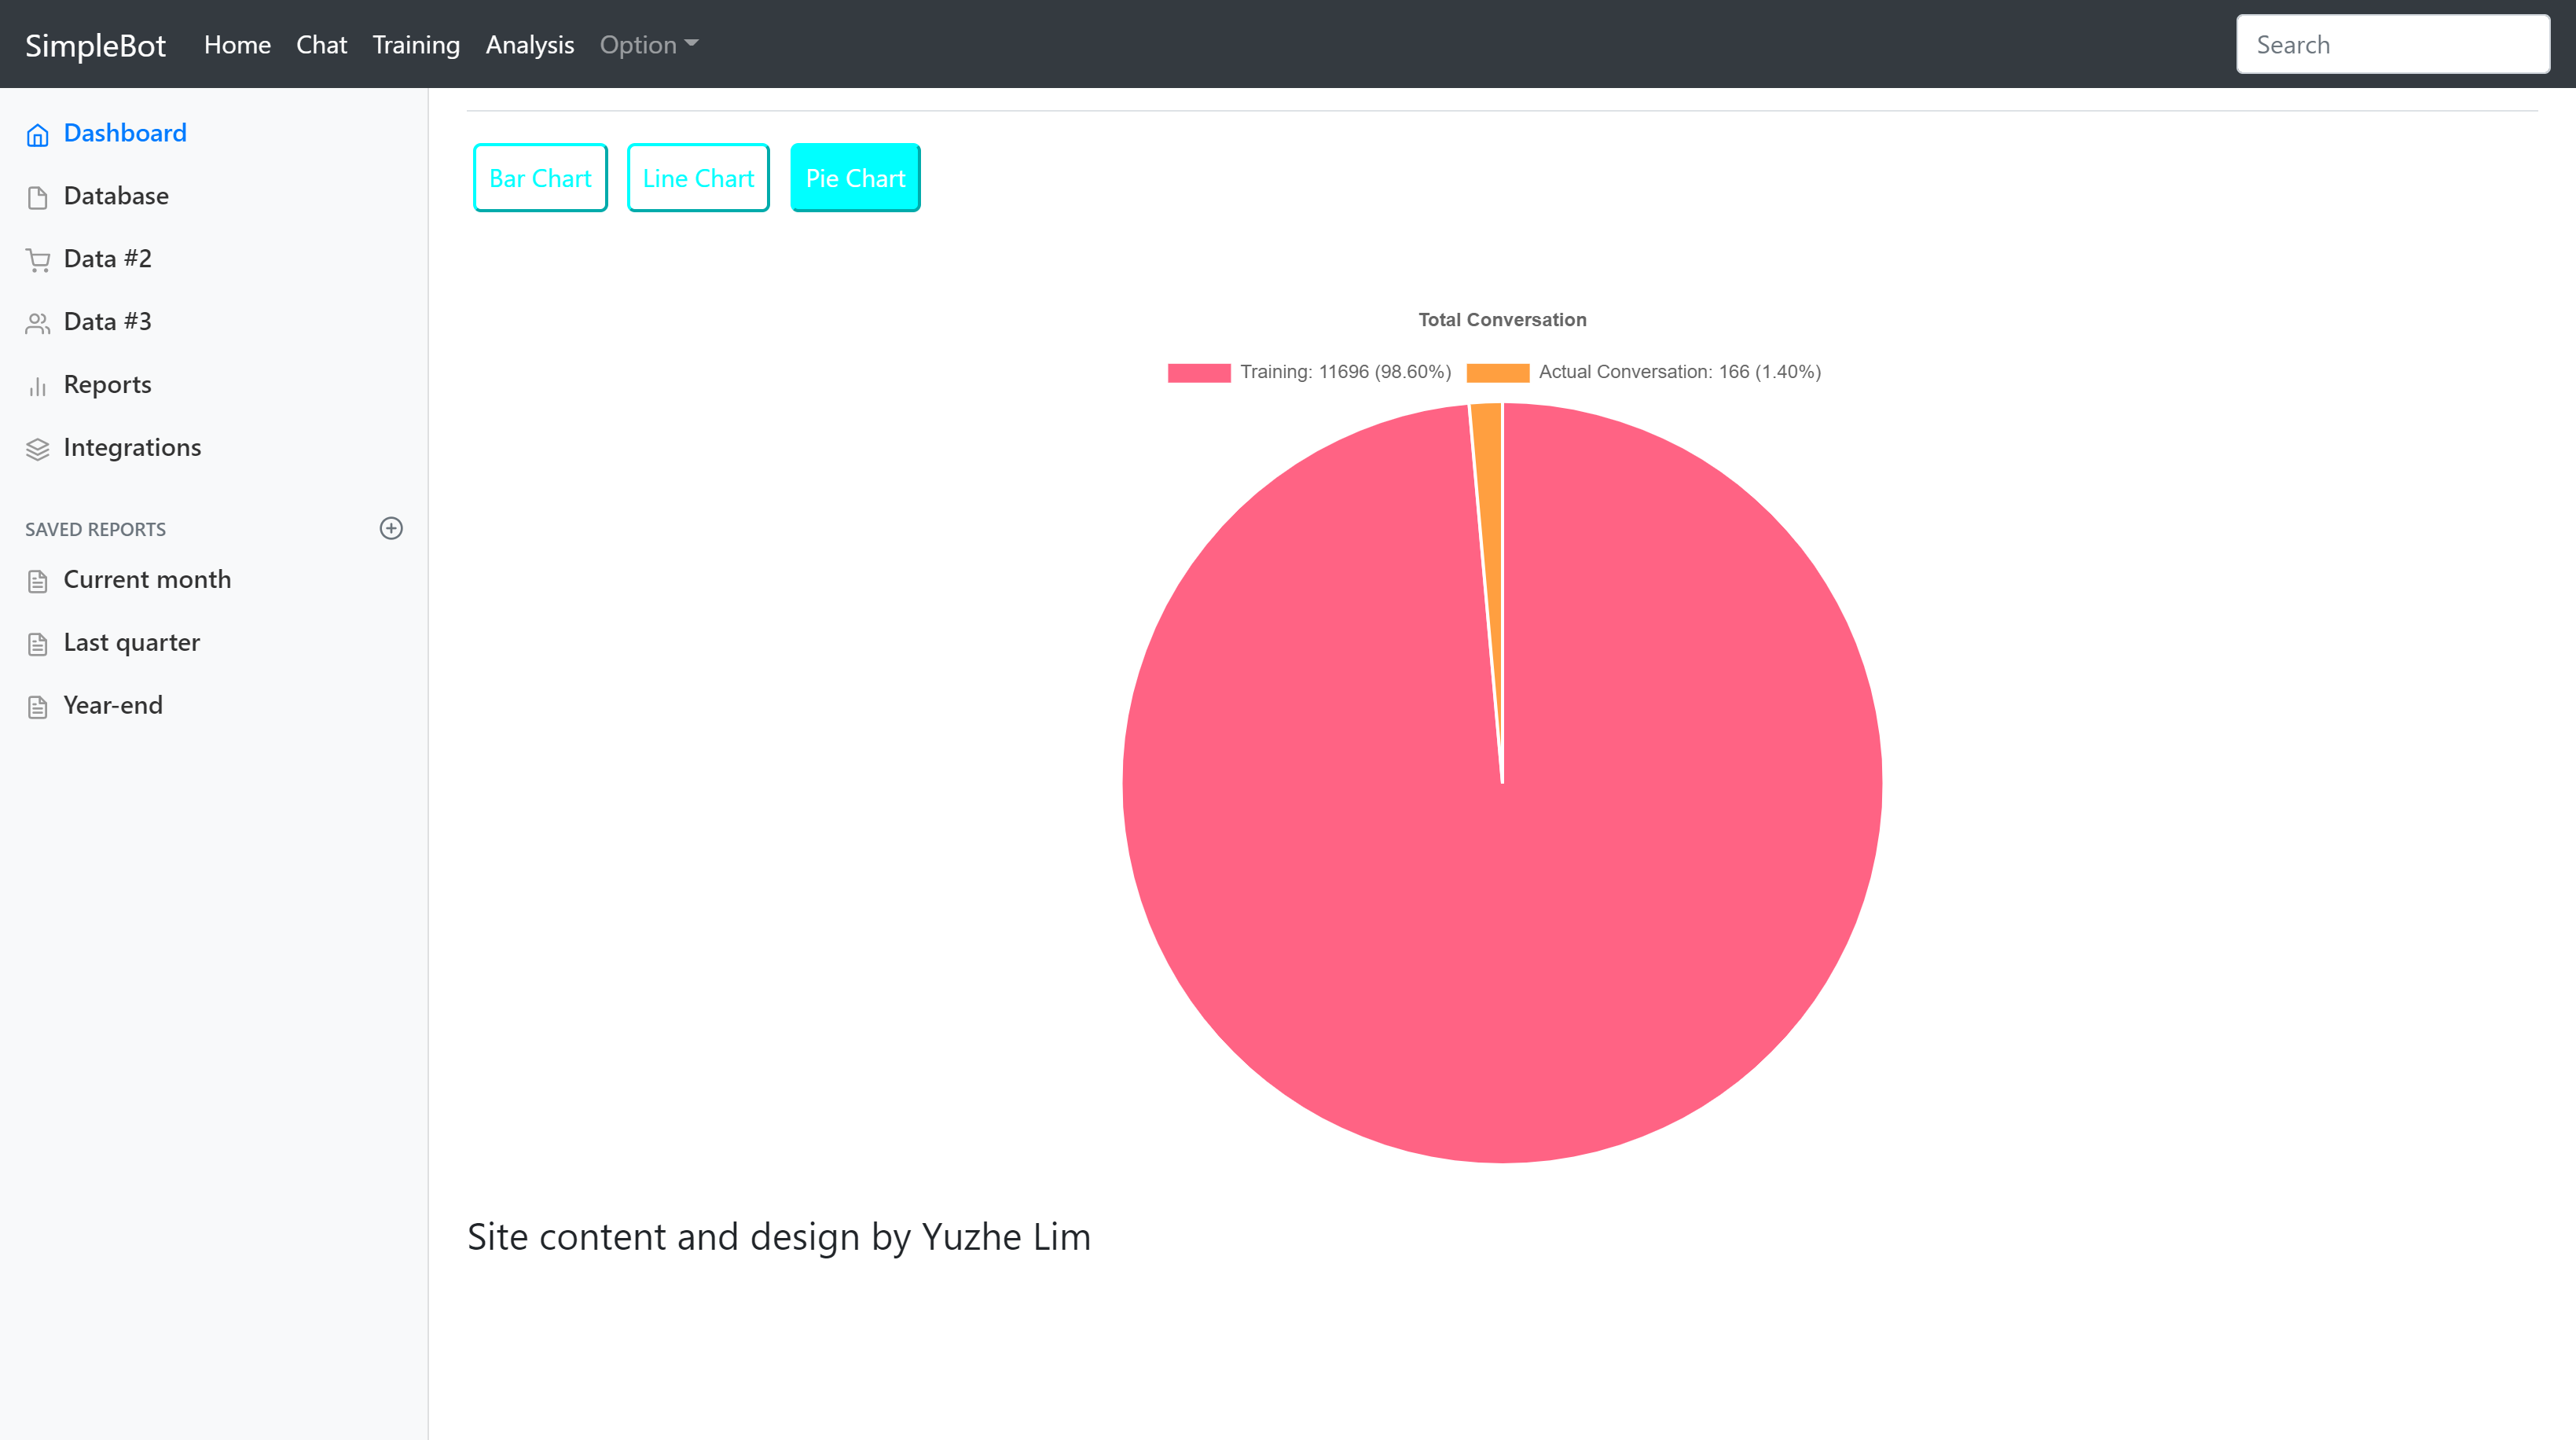 SimpleBot Home Chat Training Analysis Option Search
Dashboard
Database
Data #2
Data #3
Reports
Integrations
SAVED REPORTS
Current month
Last quarter
Year-end
Bar Chart Line Chart Pie Chart
Total Conversation
Training: 11696 (98.60%) Actual Conversation: 166 (1.40%)
Site content and design by Yuzhe Lim